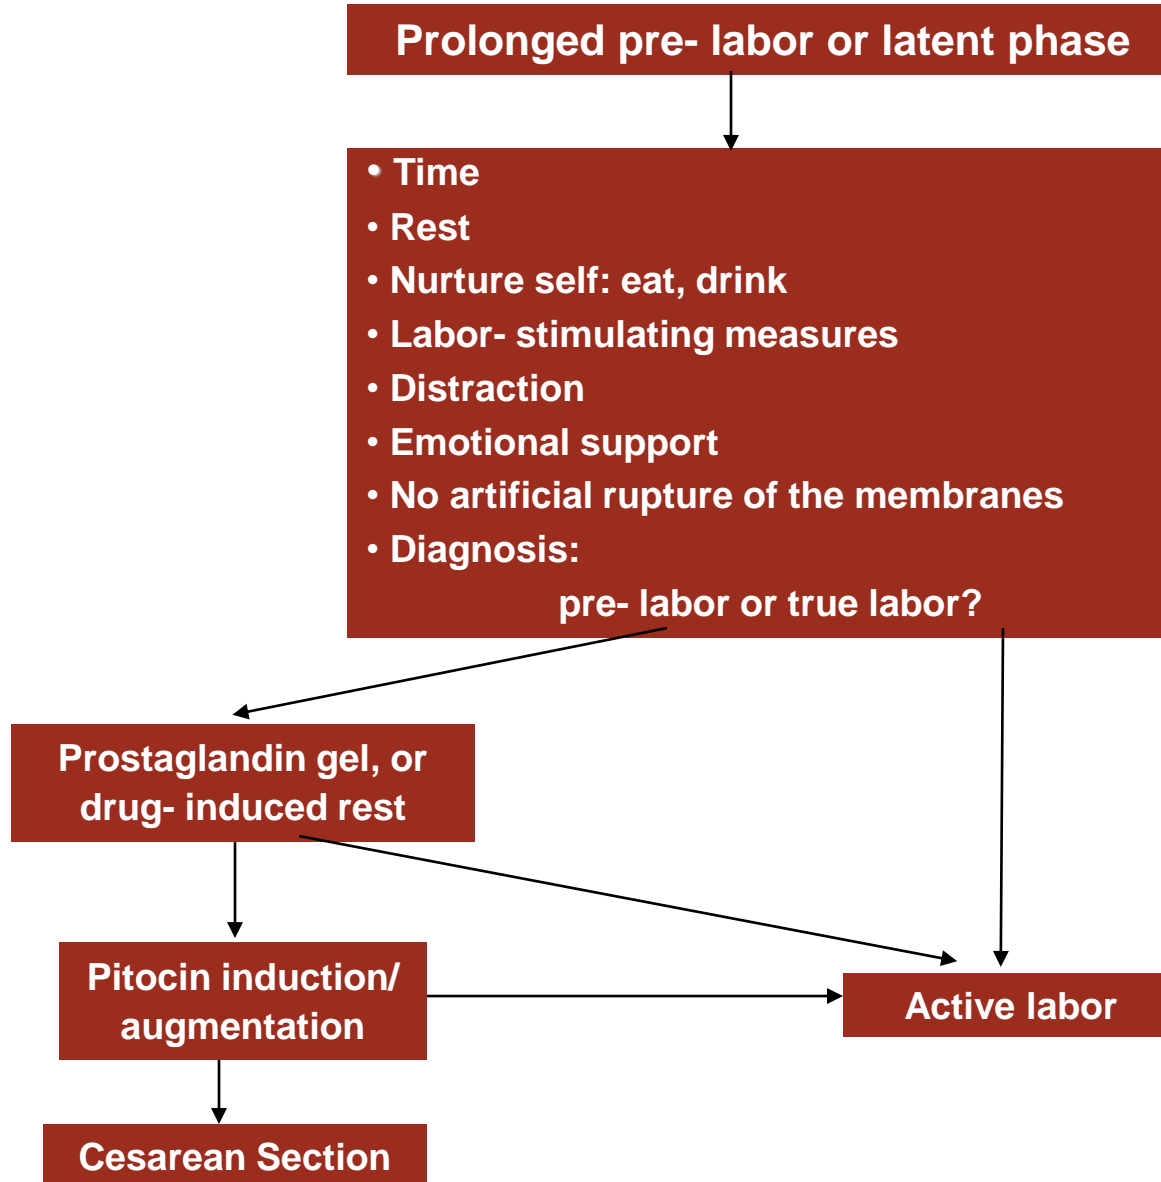 Prolonged pre- labor or latent phase
• Time
• Rest
• Nurture self: eat, drink
• Labor- stimulating measures
• Distraction
• Emotional support
• No artificial rupture of the membranes
• Diagnosis:
pre- labor or true labor?
Prostaglandin gel, or
drug- induced rest
Pitocin induction/
augmentation
Active labor
Cesarean Section